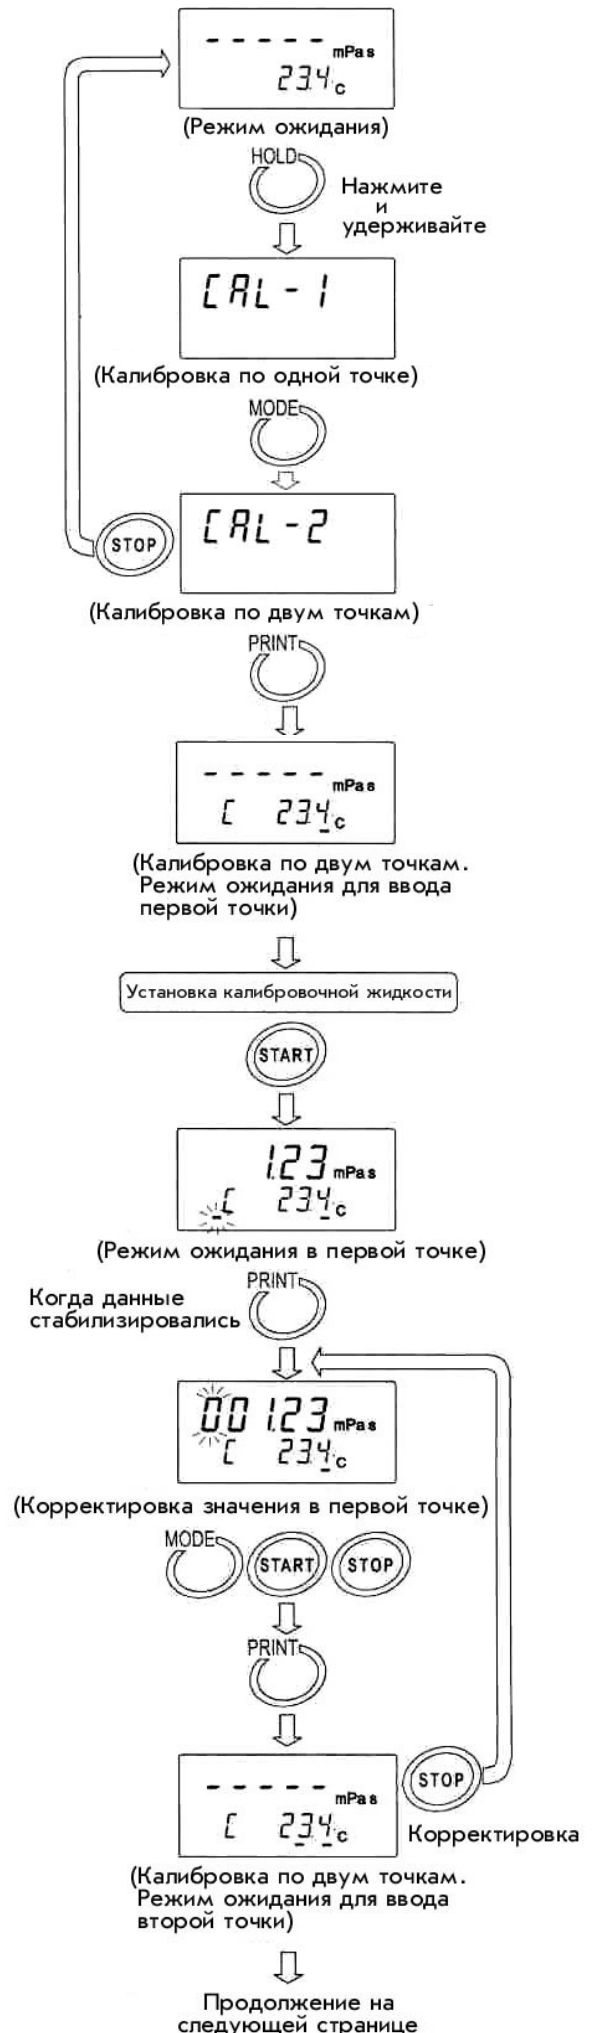 - - - - - mPas
23.4 c
(Режим ожидания)
HOLD
Нажмите
и
удерживайте
CAL-1
(Калибровка по одной точке)
MODE
CAL-2
STOP
(Калибровка по двум точкам)
PRINT
- - - - - mPas
C 23.4 c
(Калибровка по двум точкам.
Режим ожидания для ввода
первой точки)
Установка калибровочной жидкости
START
1.23 mPas
C 23.4 c
(Режим ожидания в первой точке)
PRINT
Когда данные
стабилизировались
001.23 mPas
C 23.4 c
(Корректировка значения в первой точке)
MODE START STOP
PRINT
- - - - - mPas
C 23.4 c
STOP
Корректировка
(Калибровка по двум точкам.
Режим ожидания для ввода
второй точки)
Продолжение на
следующей странице